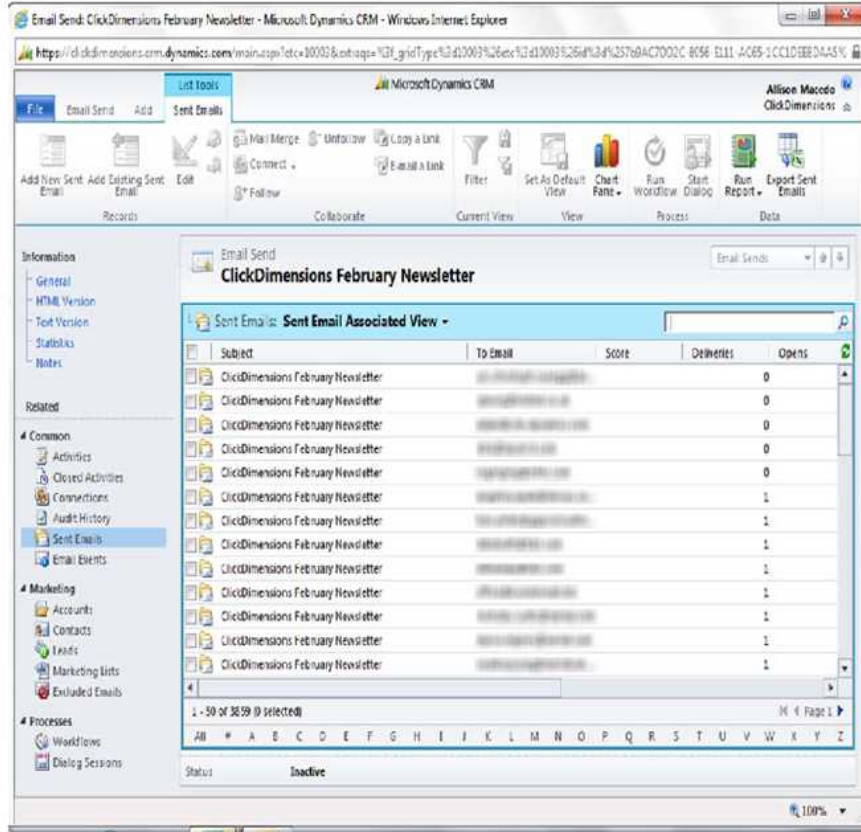 Email Send: ClickDimensions February Newsletter - Microsoft Dynamics CRM - Windows Internet Explorer
List Tools
Microsoft Dynamics CRM
Allison Macedo
ClickDimensions
File
Email Send
Add
Sent Emails
Add New Sent Email
Add Existing Sent Email
Edit
Mail Merge
Unfollow
Copy a Link
Connect
E-mail a Link
Follow
Filter
Set As Default View
Chart Pane
Run Workflow
Start Dialog
Run Report
Export Sent Emails
Records
Collaborate
Current View
View
Process
Data
Information
General
HTML Version
Text Version
Statistics
Notes
Related
Common
Activities
Closed Activities
Connections
Audit History
Sent Emails
Email Events
Marketing
Accounts
Contacts
Leads
Marketing Lists
Excluded Emails
Processes
Workflows
Dialog Sessions
Email Send
ClickDimensions February Newsletter
Email Sends
Sent Emails: Sent Email Associated View
Subject To Email Score Deliveries Opens
ClickDimensions February Newsletter 0
ClickDimensions February Newsletter 0
ClickDimensions February Newsletter 0
ClickDimensions February Newsletter 0
ClickDimensions February Newsletter 0
ClickDimensions February Newsletter 1
ClickDimensions February Newsletter 1
ClickDimensions February Newsletter 1
ClickDimensions February Newsletter 1
ClickDimensions February Newsletter 1
ClickDimensions February Newsletter 1
ClickDimensions February Newsletter 1
ClickDimensions February Newsletter 1
1 - 50 of 3859 (0 selected)
Page 1
All # A B C D E F G H I J K L M N O P Q R S T U V W X Y Z
Status Inactive
100%